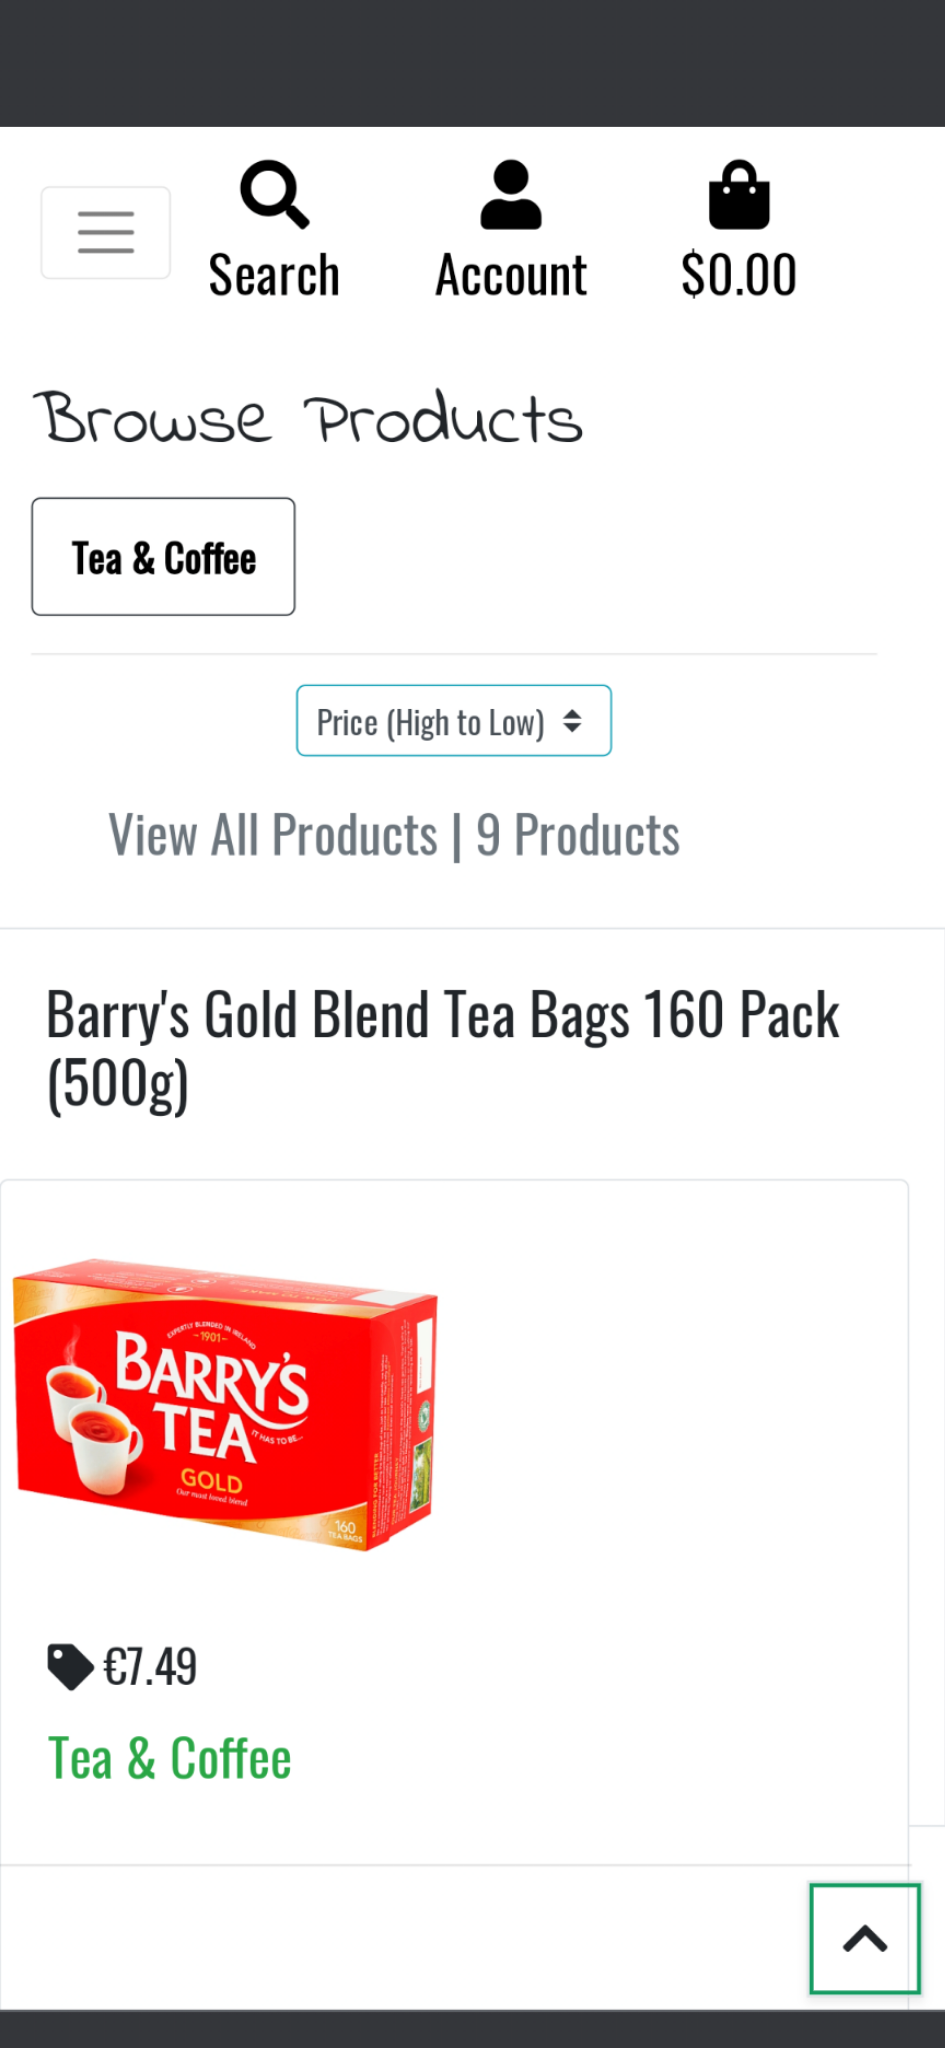 Search
Account
$0.00
Browse Products
Tea & Coffee
Price (High to Low)
View All Products | 9 Products
Barry's Gold Blend Tea Bags 160 Pack
(500g)
EXPERTLY BLENDED IN IRELAND
-1901-
BARRY'S
TEA
IT HAS TO BE...
GOLD
Our most loved blend
160
TEA BAGS
€7.49
Tea & Coffee